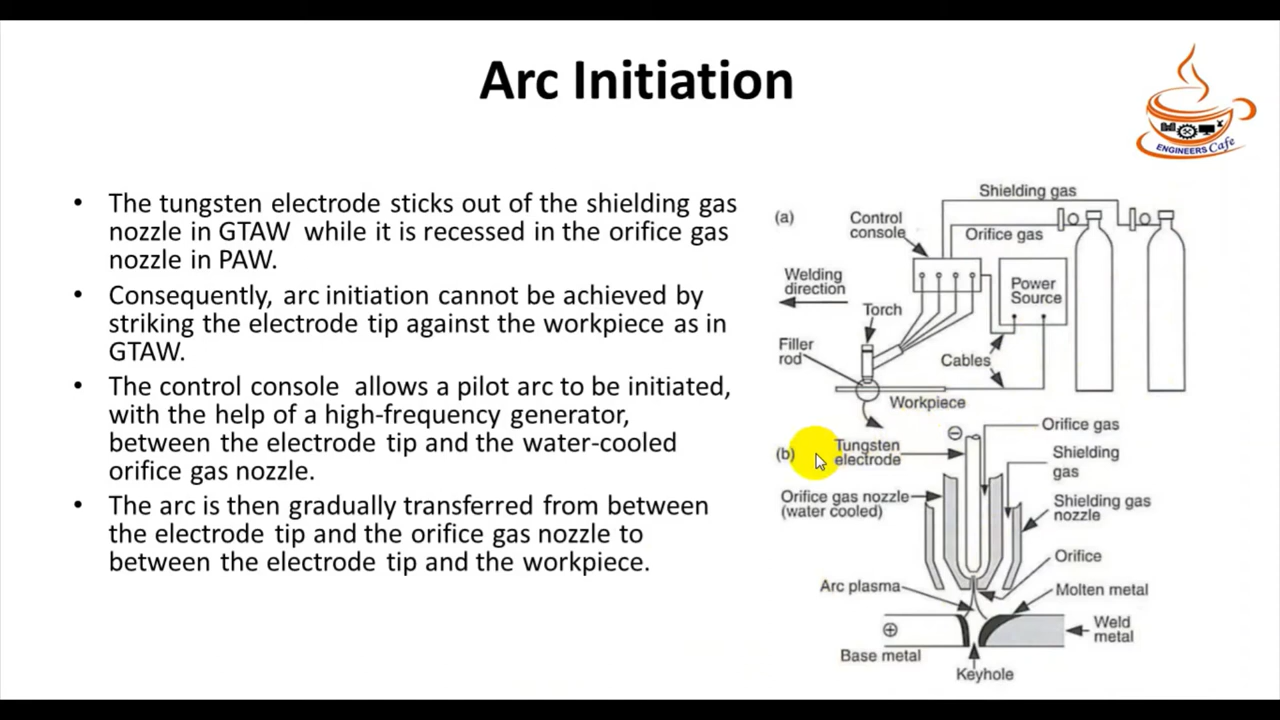 Arc Initiation
ENGINEERS Cafe
• The tungsten electrode sticks out of the shielding gas
nozzle in GTAW while it is recessed in the orifice gas
nozzle in PAW.
• Consequently, arc initiation cannot be achieved by
striking the electrode tip against the workpiece as in
GTAW.
• The control console allows a pilot arc to be initiated,
with the help of a high-frequency generator,
between the electrode tip and the water-cooled
orifice gas nozzle.
• The arc is then gradually transferred from between
the electrode tip and the orifice gas nozzle to
between the electrode tip and the workpiece.
(a)
Shielding gas
Control
console
Orifice gas
Welding
direction
Power
Source
Torch
Filler
rod
Cables
Workpiece
(b)
Tungsten
electrode
Orifice gas
Shielding
gas
Orifice gas nozzle
(water cooled)
Shielding gas
nozzle
Orifice
Arc plasma
Molten metal
Weld
metal
Base metal
Keyhole